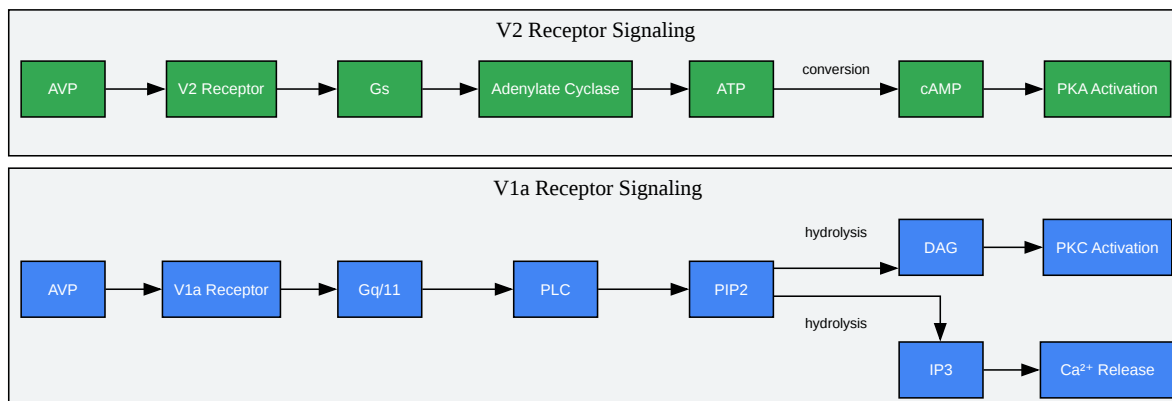 V2 Receptor Signaling
AVP
V2 Receptor
Gs
Adenylate Cyclase
ATP
conversion
cAMP
PKA Activation
V1a Receptor Signaling
AVP
V1a Receptor
Gq/11
PLC
PIP2
hydrolysis
DAG
PKC Activation
hydrolysis
IP3
Ca²⁺ Release